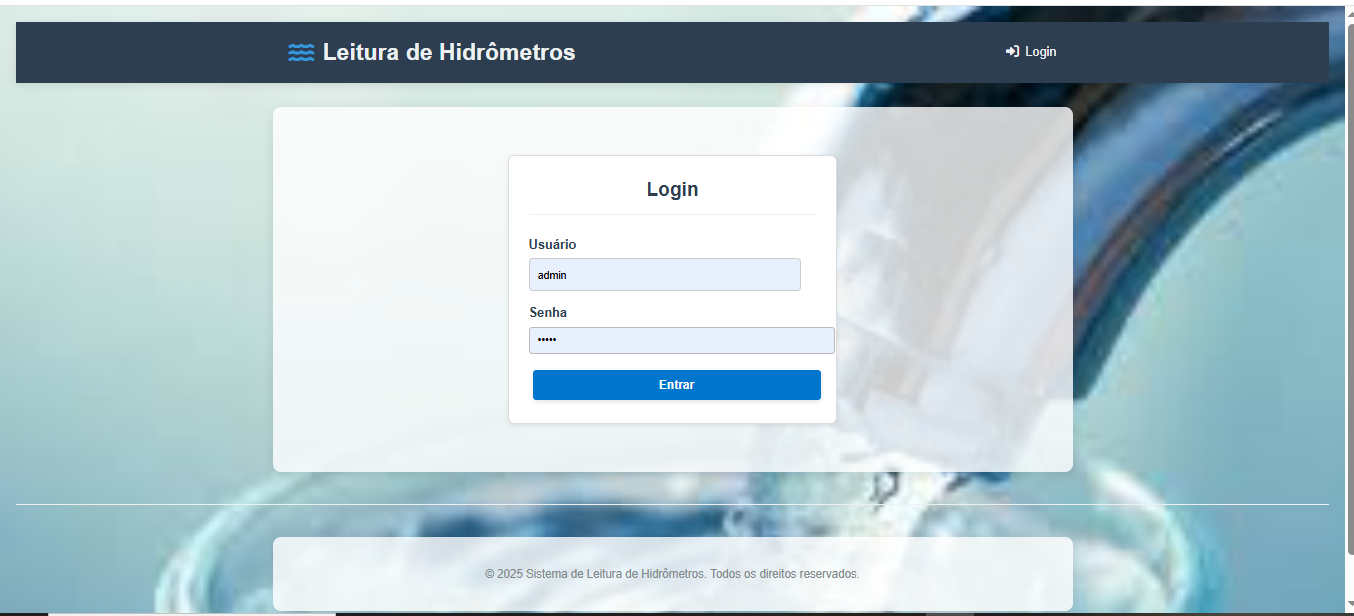 Leitura de Hidrômetros
Login
Login
Usuário
admin
Senha
•••••
Entrar
© 2025 Sistema de Leitura de Hidrômetros. Todos os direitos reservados.